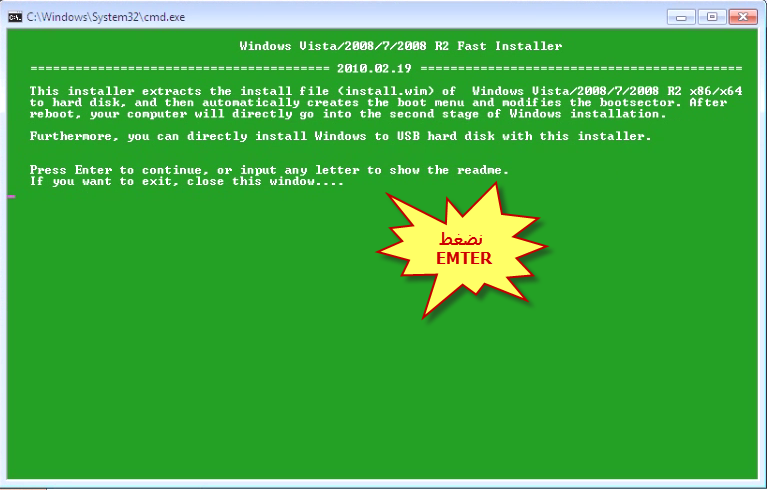 C:\Windows\System32\cmd.exe
Windows Vista/2008/7/2008 R2 Fast Installer
======================================== 2010.02.19 ===========================================
This installer extracts the install file (install.wim) of  Windows Vista/2008/7/2008 R2 x86/x64
to hard disk, and then automatically creates the boot menu and modifies the bootsector. After
reboot, your computer will directly go into the second stage of Windows installation.
Furthermore, you can directly install Windows to USB hard disk with this installer.
Press Enter to continue, or input any letter to show the readme.
If you want to exit, close this window....
نضغط
EMTER